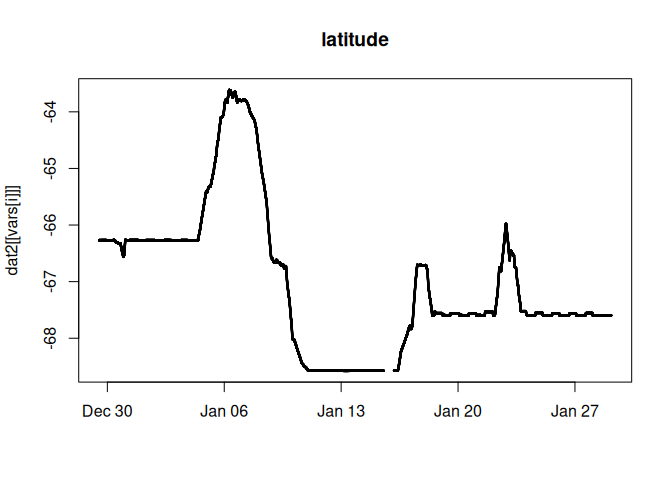 latitude
dat2[[vars[i]]]
-64
-65
-66
-67
-68
Dec 30
Jan 06
Jan 13
Jan 20
Jan 27